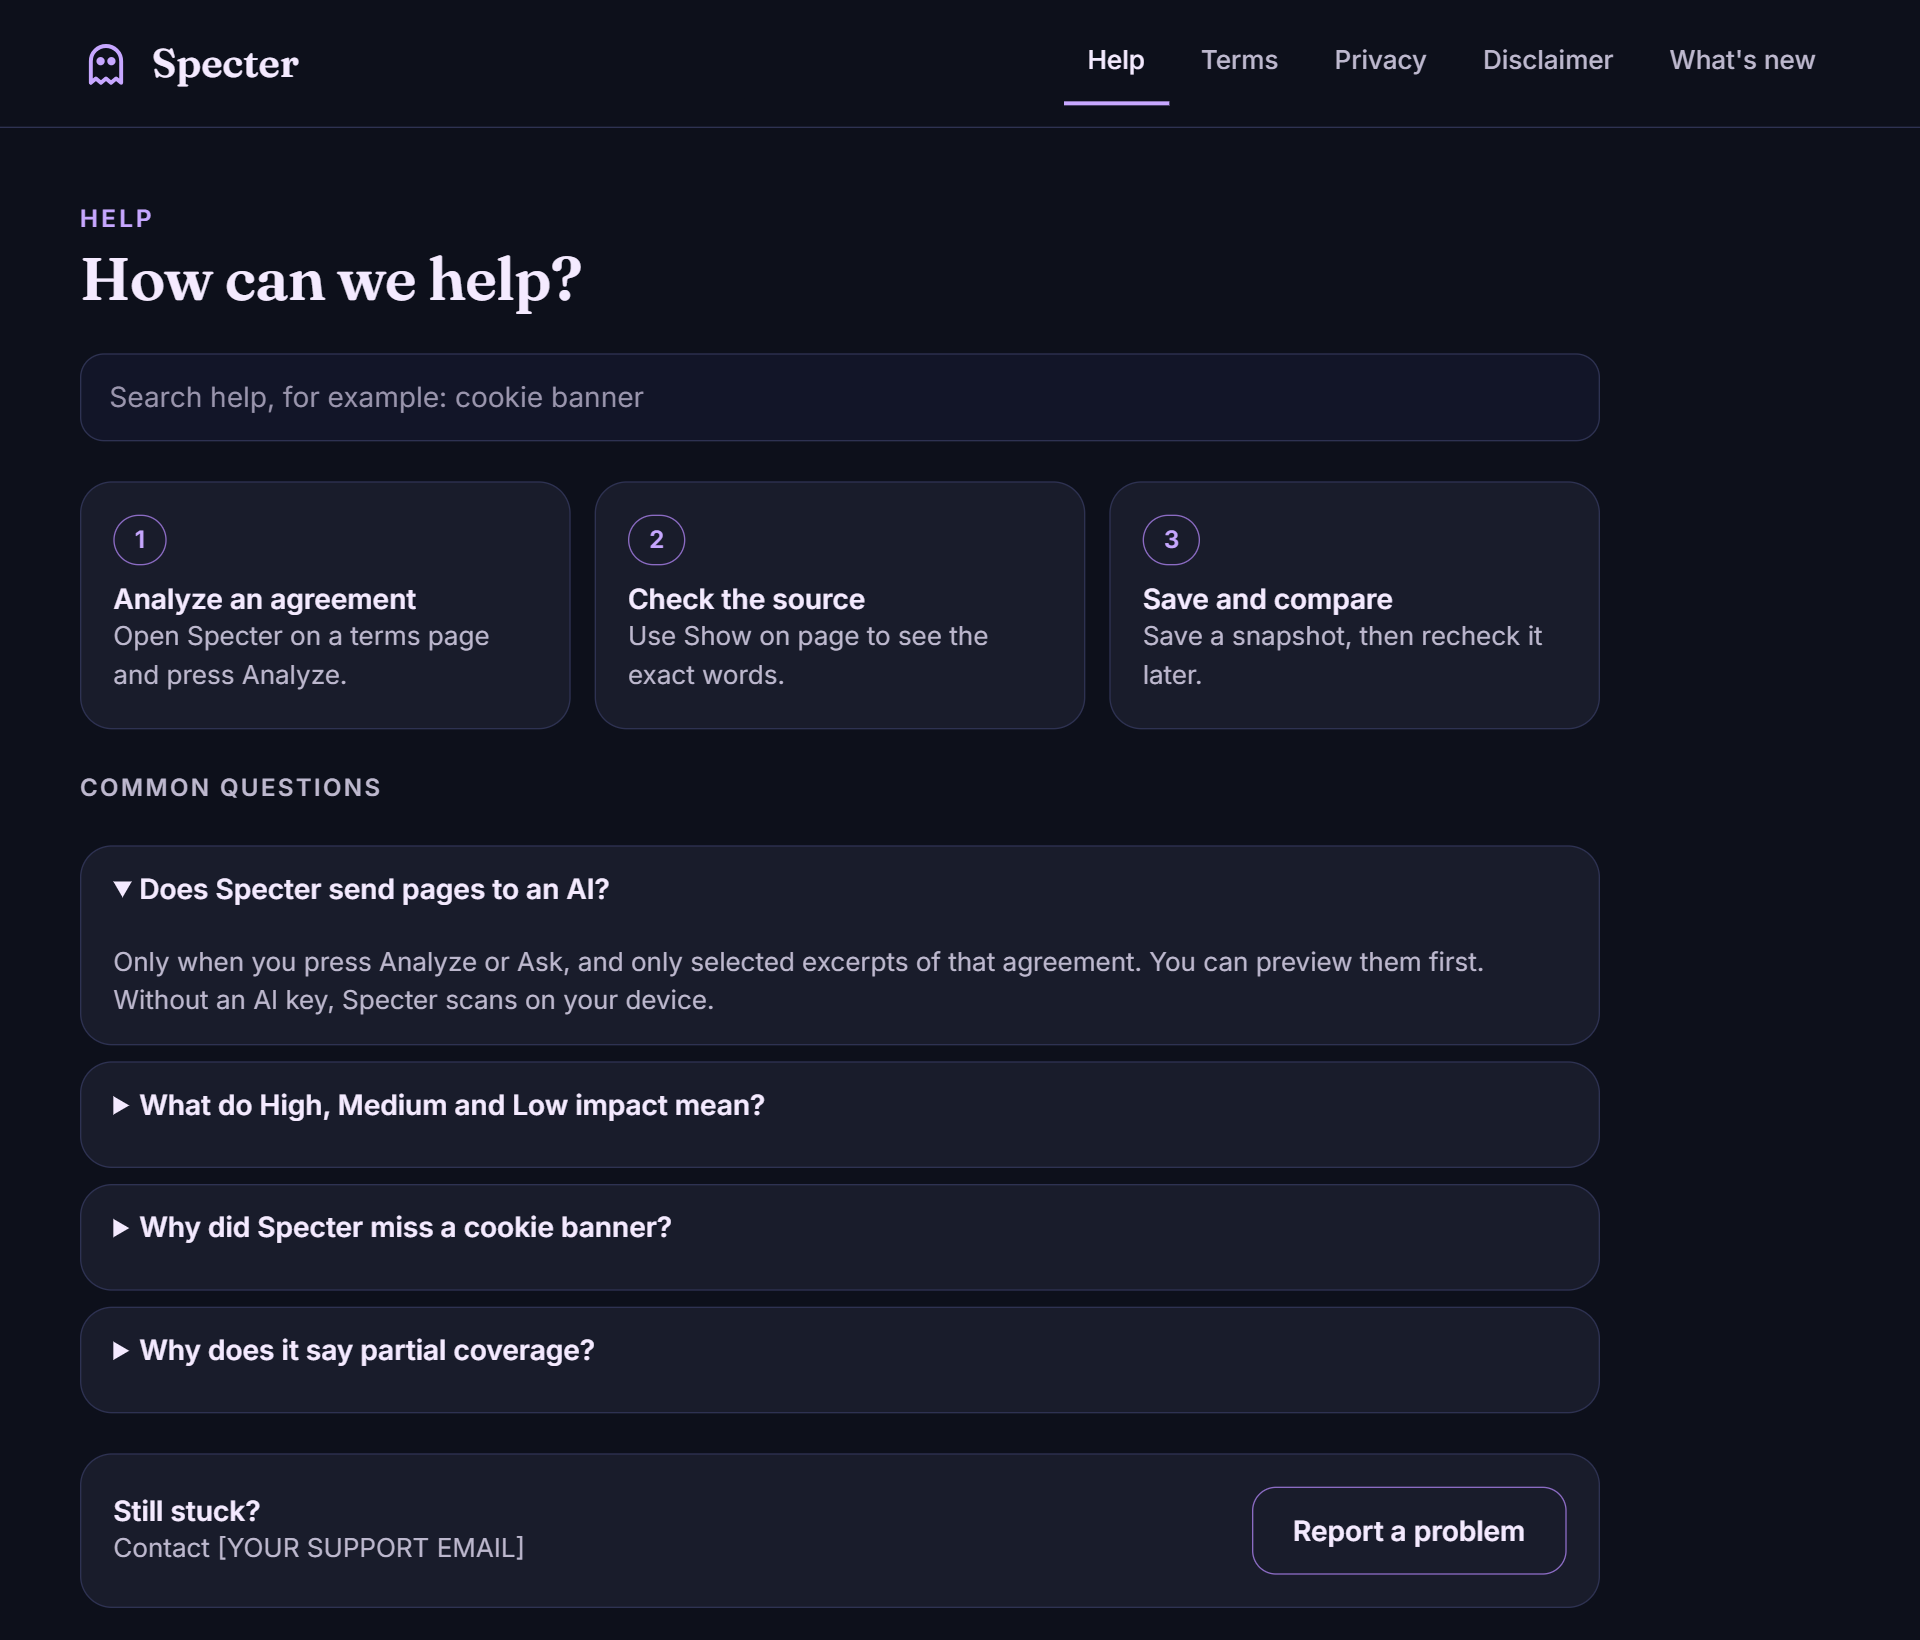 Specter
Help
Terms
Privacy
Disclaimer
What's new
HELP
How can we help?
Search help, for example: cookie banner
1
Analyze an agreement
Open Specter on a terms page
and press Analyze.
2
Check the source
Use Show on page to see the
exact words.
3
Save and compare
Save a snapshot, then recheck it
later.
COMMON QUESTIONS
Does Specter send pages to an AI?
Only when you press Analyze or Ask, and only selected excerpts of that agreement. You can preview them first.
Without an AI key, Specter scans on your device.
What do High, Medium and Low impact mean?
Why did Specter miss a cookie banner?
Why does it say partial coverage?
Still stuck?
Contact [YOUR SUPPORT EMAIL]
Report a problem